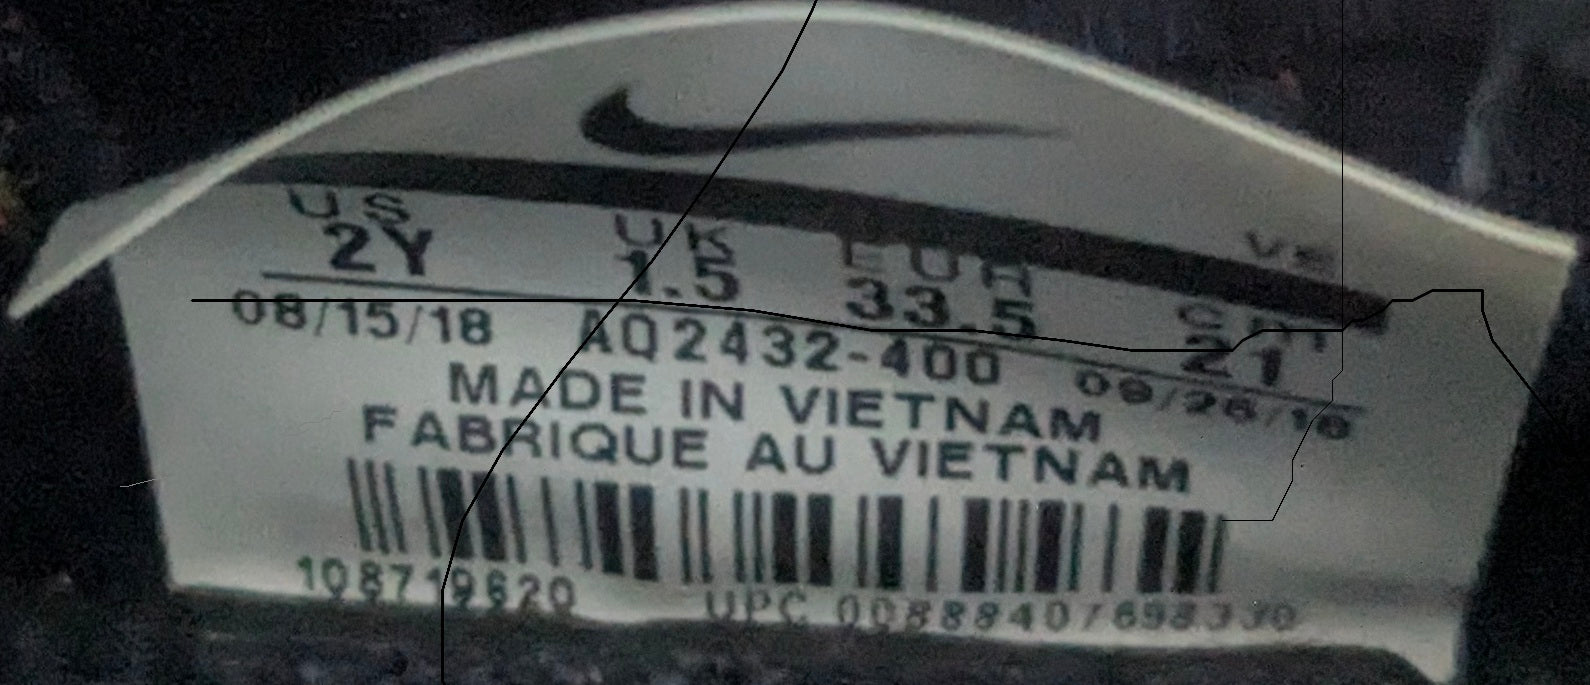 VS
US UK EUR CM
2Y 1.5 33.5 21
08/15/18 AQ2432-400 09/26/18
MADE IN VIETNAM
FABRIQUE AU VIETNAM
108719620 UPC